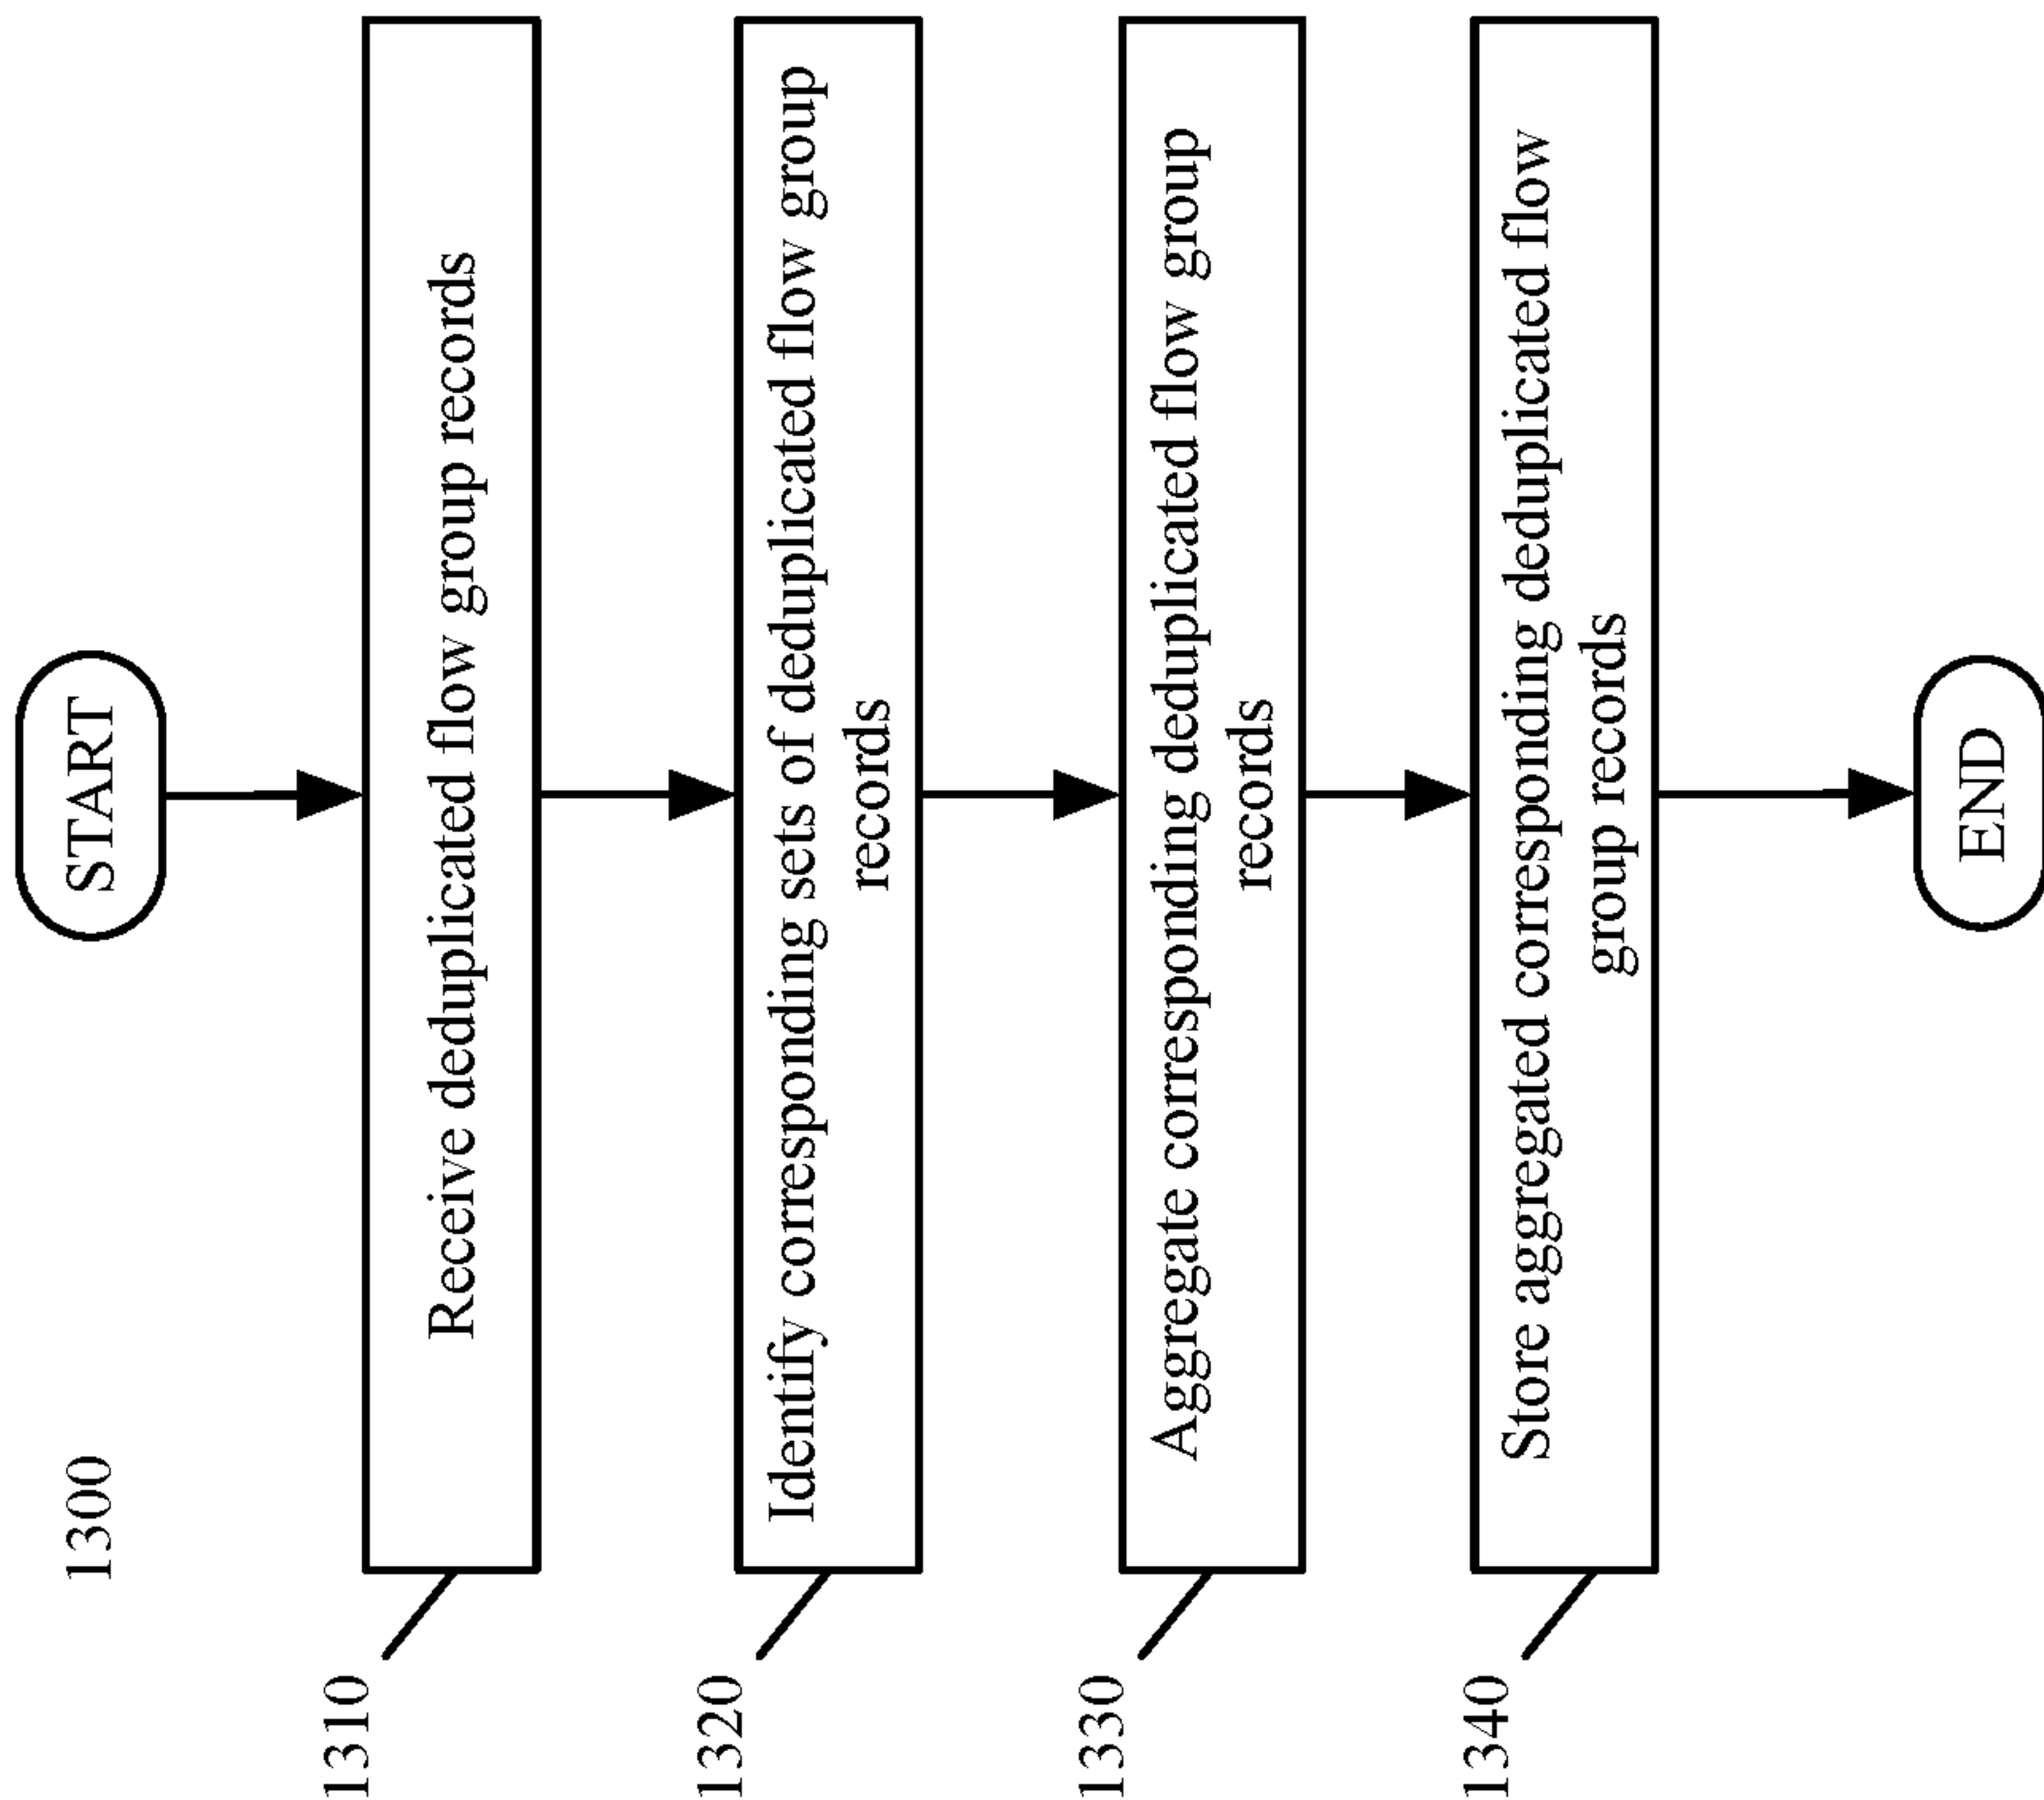 1300
START
1310
Receive deduplicated flow group records
1320
Identify corresponding sets of deduplicated flow group
records
1330
Aggregate corresponding deduplicated flow group
records
1340
Store aggregated corresponding deduplicated flow
group records
END